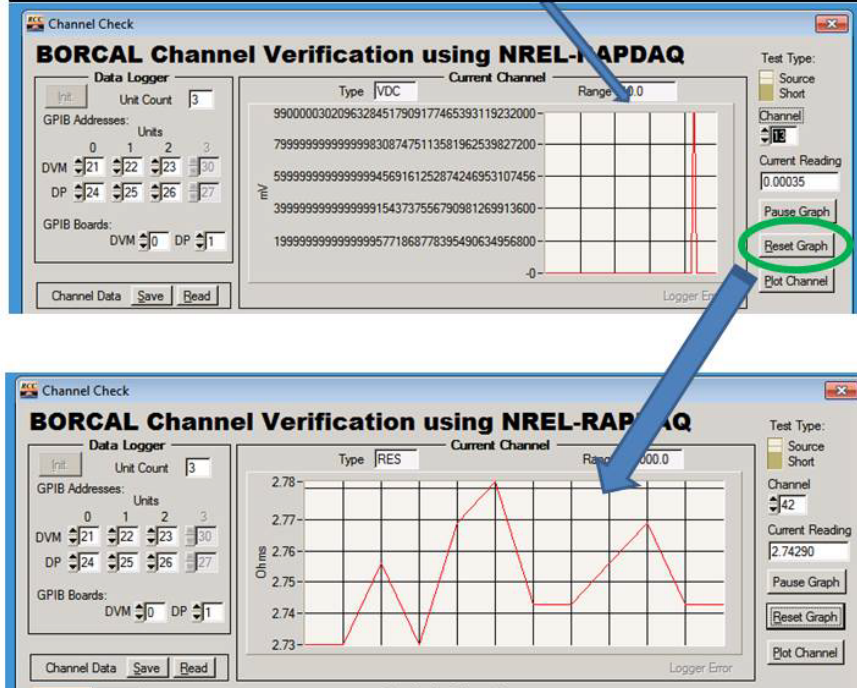 Channel Check
BORCAL Channel Verification using NREL-RAPDAQ
Data Logger
Init.
Unit Count 3
GPIB Addresses:
Units
0 1 2 3
DVM 21 22 23 30
DP 24 25 26 27
GPIB Boards:
DVM 0 DP 1
Channel Data Save Read
Current Channel
Type VDC
Range
mV
9900000302096328451790917746539311923200​0
7999999999999998308747511358196253982720​0
-0
Logger
Test Type:
Source
Short
Channel
13
Current Reading
0.00035
Pause Graph
Reset Graph
Plot Channel
Channel Check
BORCAL Channel Verification using NREL-RAPDAQ
Data Logger
Init.
Unit Count 3
GPIB Addresses:
Units
0 1 2 3
DVM 21 22 23 30
DP 24 25 26 27
GPIB Boards:
DVM 0 DP 1
Channel Data Save Read
Current Channel
Type RES
Ohms
2.78
2.77
2.76
2.75
2.74
2.73
Logger Error
Test Type:
Source
Short
Channel
42
Current Reading
2.74290
Pause Graph
Reset Graph
Plot Channel